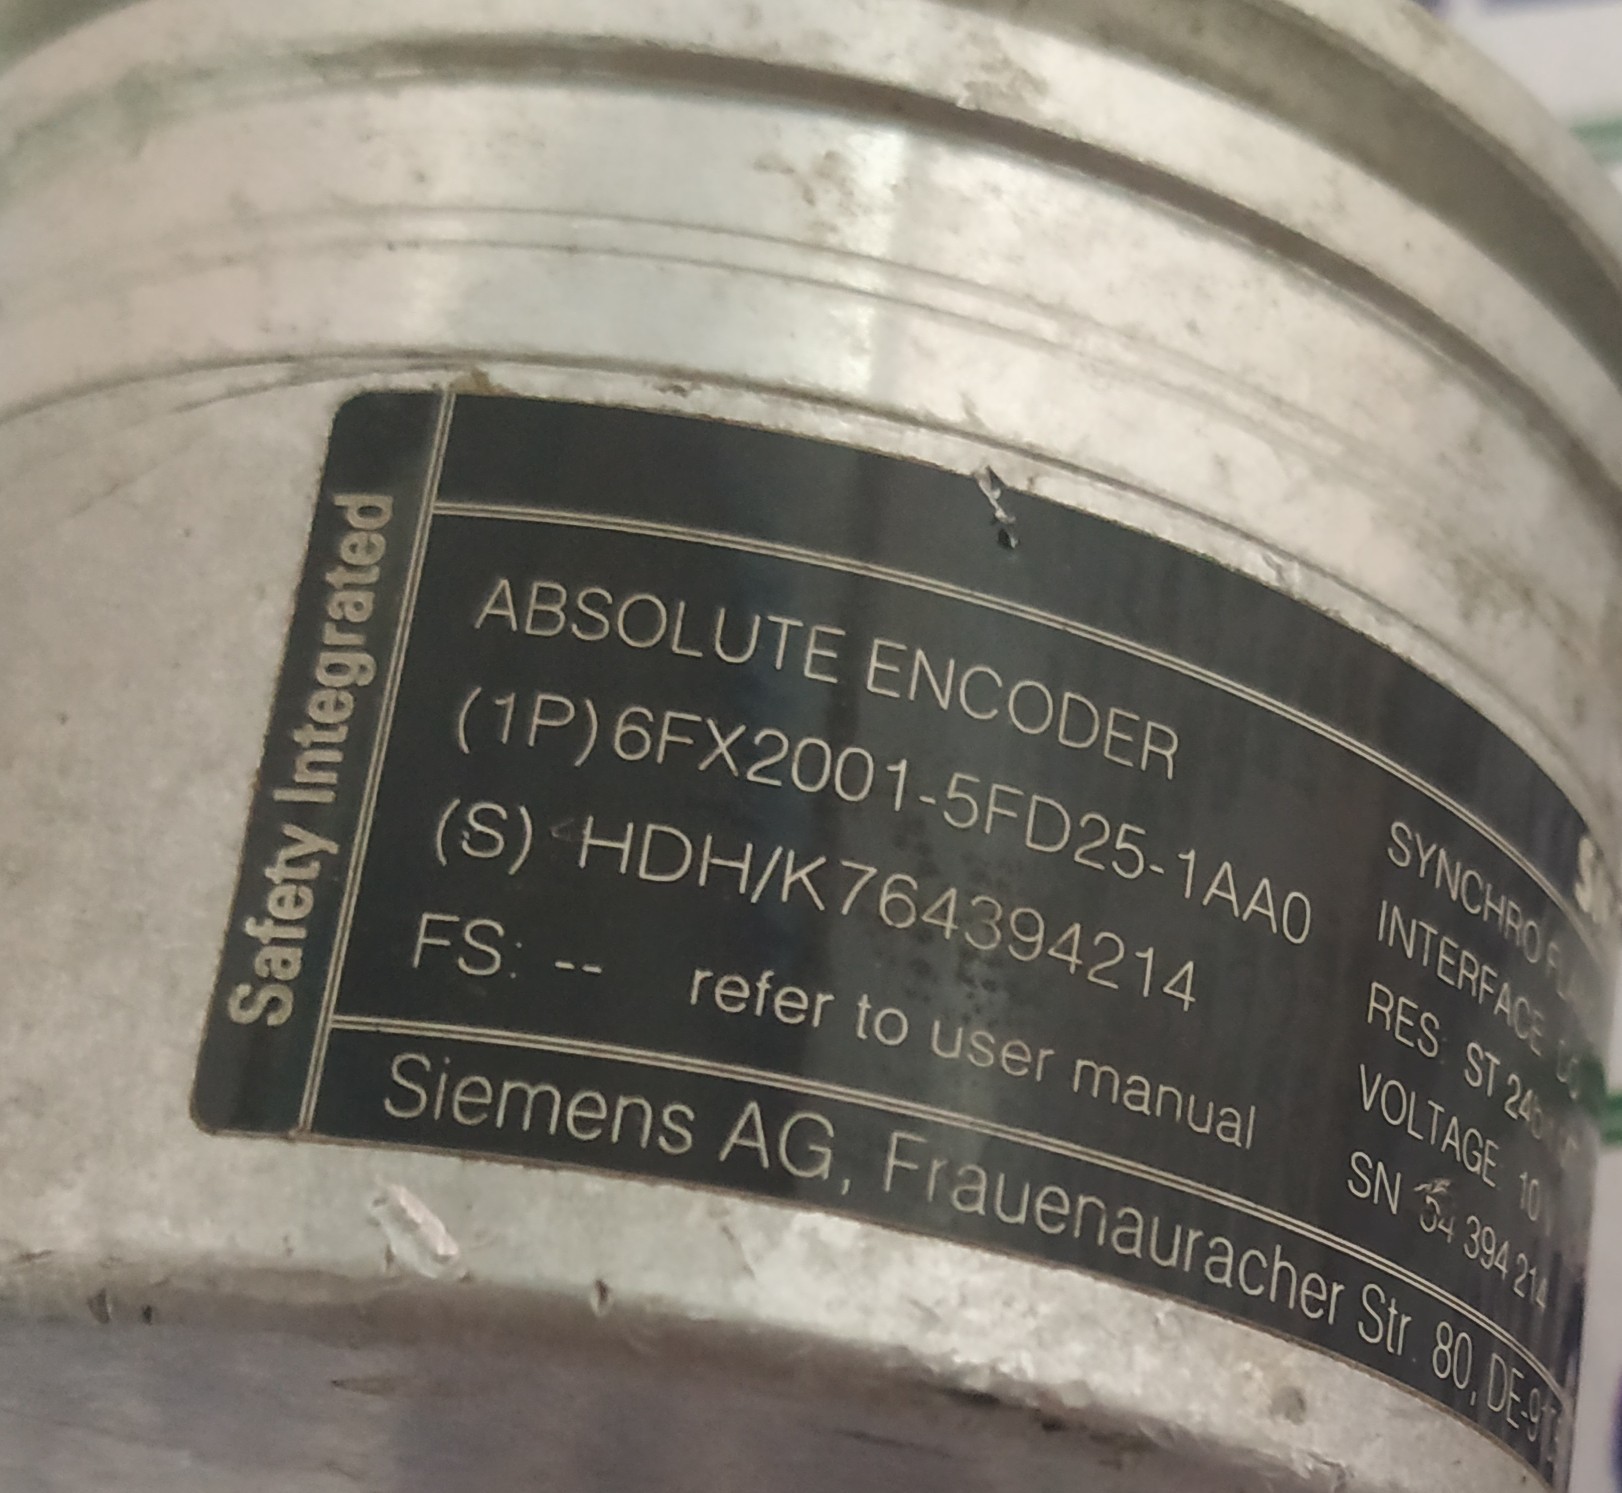 Safety Integrated
ABSOLUTE ENCODER
(1P)6FX2001-5FD25-1AA0
(S) HDH/K764394214
FS: -- refer to user manual
SYNCHRO
INTERFACE
RES. ST
VOLTAGE 10
SN 394 214
Siemens AG, Frauenauracher Str. 80,